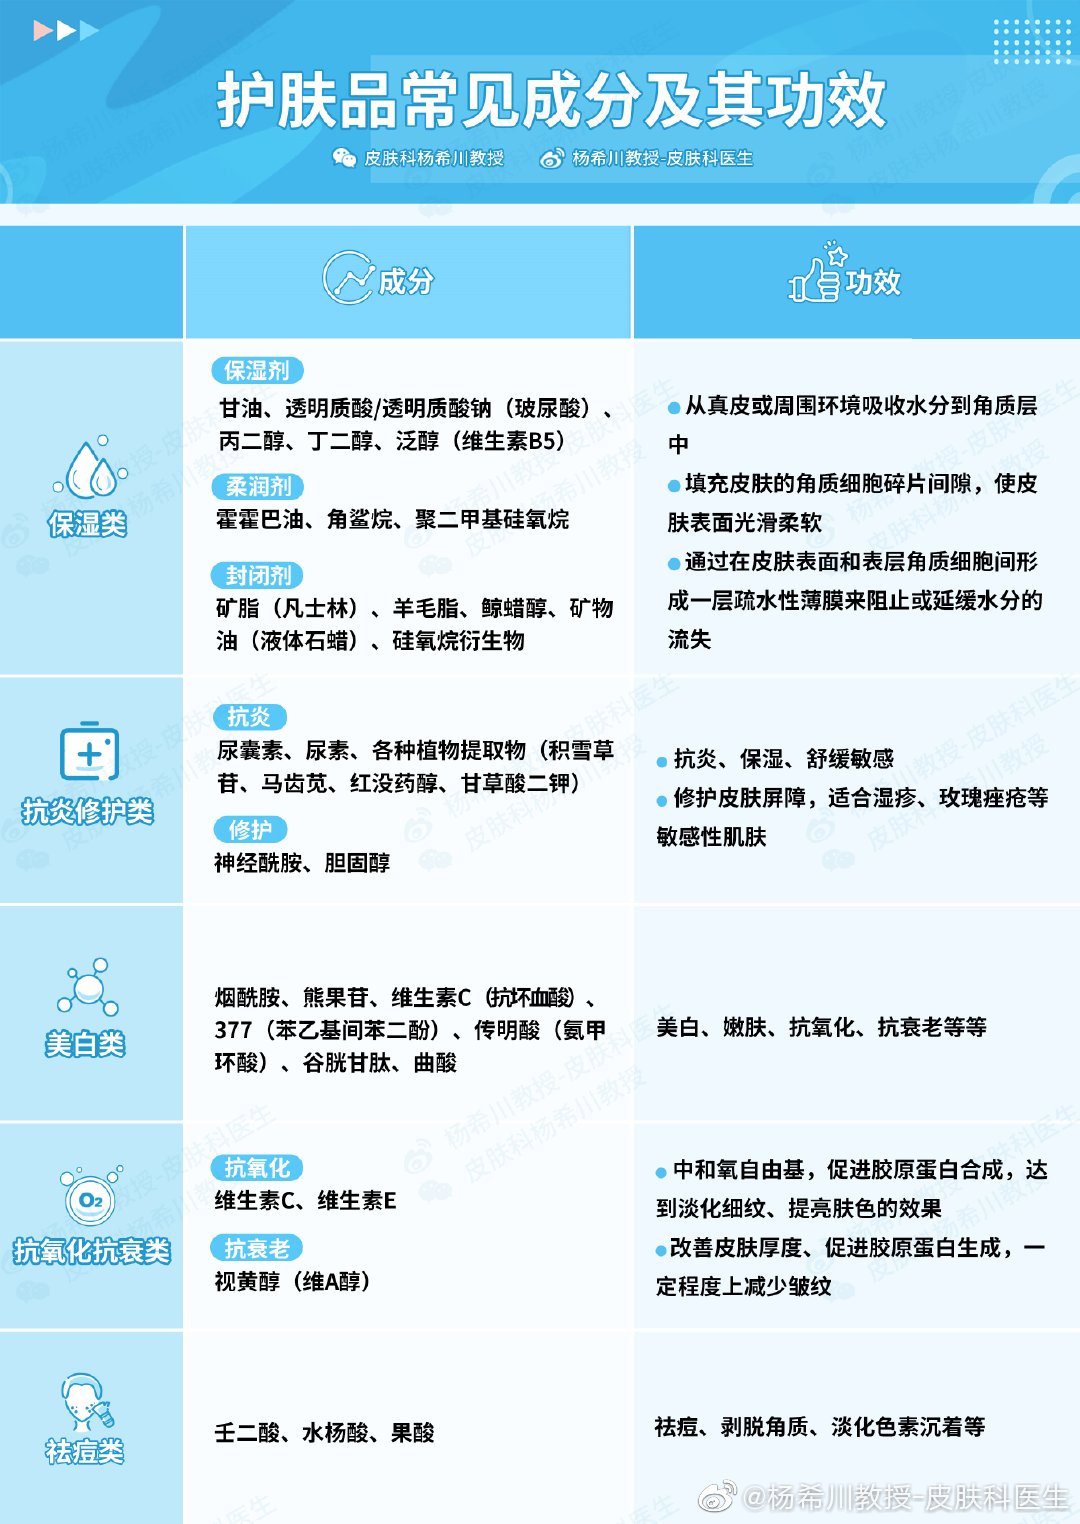 护肤品常见成分及其功效
皮肤科杨希川教授 杨希川教授-皮肤科医生
成分 功效
保湿类
保湿剂
甘油、透明质酸/透明质酸钠（玻尿酸）、
丙二醇、丁二醇、泛醇（维生素B5）
柔润剂
霍霍巴油、角鲨烷、聚二甲基硅氧烷
封闭剂
矿脂（凡士林）、羊毛脂、鲸蜡醇、矿物
油（液体石蜡）、硅氧烷衍生物
从真皮或周围环境吸收水分到角质层
中
填充皮肤的角质细胞碎片间隙，使皮
肤表面光滑柔软
通过在皮肤表面和表层角质细胞间形
成一层疏水性薄膜来阻止或延缓水分的
流失
抗炎修护类
抗炎
尿囊素、尿素、各种植物提取物（积雪草
苷、马齿苋、红没药醇、甘草酸二钾）
修护
神经酰胺、胆固醇
抗炎、保湿、舒缓敏感
修护皮肤屏障，适合湿疹、玫瑰痤疮等
敏感性肌肤
美白类
烟酰胺、熊果苷、维生素C（抗坏血酸）、
377（苯乙基间苯二酚）、传明酸（氨甲
环酸）、谷胱甘肽、曲酸
美白、嫩肤、抗氧化、抗衰老等等
O2
抗氧化抗衰类
抗氧化
维生素C、维生素E
抗衰老
视黄醇（维A醇）
中和氧自由基，促进胶原蛋白合成，达
到淡化细纹、提亮肤色的效果
改善皮肤厚度、促进胶原蛋白生成，一
定程度上减少皱纹
祛痘类
壬二酸、水杨酸、果酸
祛痘、剥脱角质、淡化色素沉着等
@杨希川教授-皮肤科医生